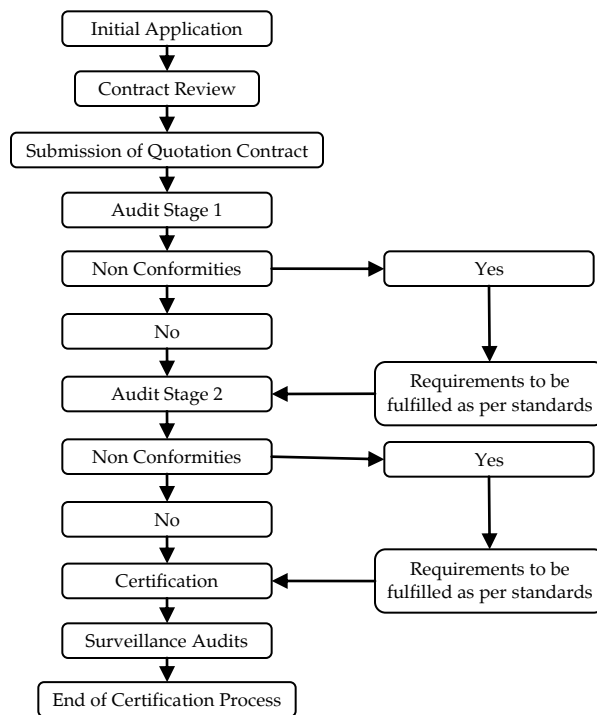 Initial Application
Contract Review
Submission of Quotation Contract
Audit Stage 1
Non Conformities
Yes
No
Requirements to be
fulfilled as per standards
Audit Stage 2
Non Conformities
Yes
No
Requirements to be
fulfilled as per standards
Certification
Surveillance Audits
End of Certification Process